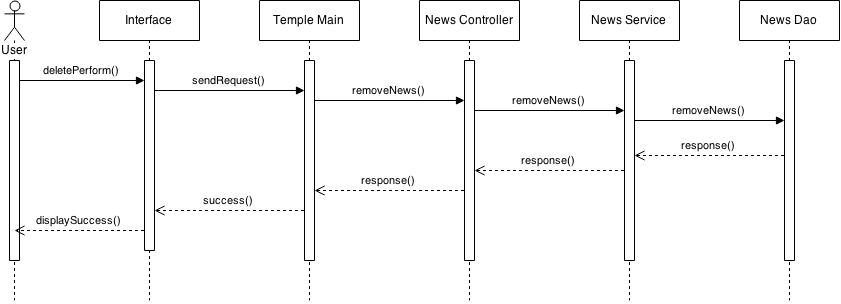 Interface
Temple Main
News Controller
News Service
News Dao
User
deletePerform()
sendRequest()
removeNews()
removeNews()
removeNews()
response()
response()
response()
success()
displaySuccess()